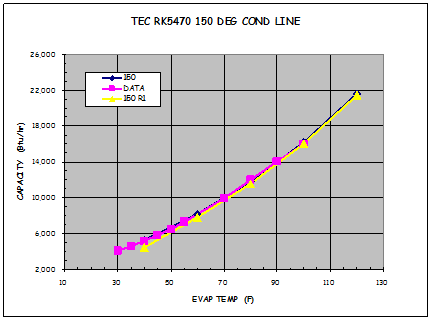 TEC RK5470 150 DEG COND LINE
26,000
22,000
18,000
14,000
10,000
6,000
2,000
CAPACITY (Btu/hr)
150
DATA
150 R1
10 30 50 70 90 110 130
EVAP TEMP (F)